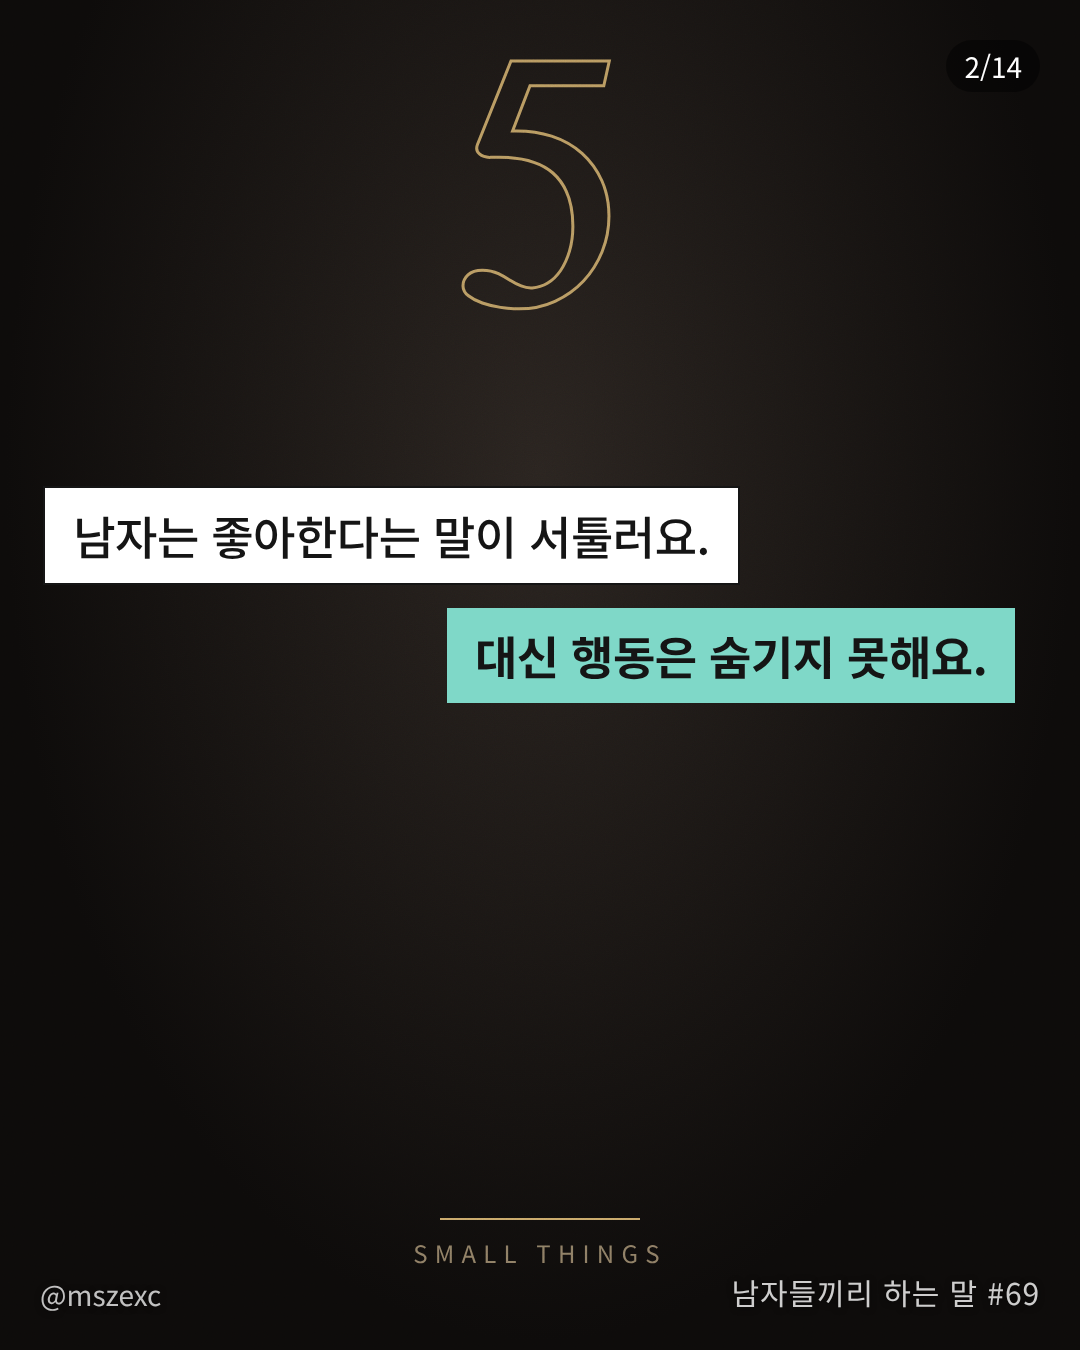 2/14
5
남자는 좋아한다는 말이 서툴러요.
대신 행동은 숨기지 못해요.
SMALL THINGS
@mszexc
남자들끼리 하는 말 #69